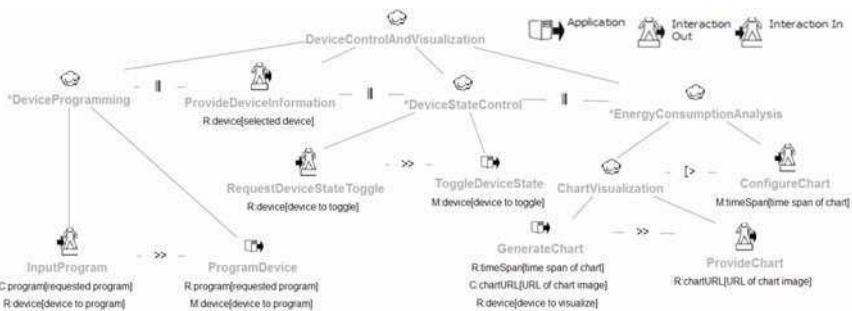 Application
Interaction Out
Interaction In
DeviceControlAndVisualization
*DeviceProgramming
|||
ProvideDeviceInformation
R:device[selected device]
|||
*DeviceStateControl
|||
*EnergyConsumptionAnalysis
RequestDeviceStateToggle
R:device[device to toggle]
>>
ToggleDeviceState
M:device[device to toggle]
ChartVisualization
[>
ConfigureChart
M:timeSpan[time span of chart]
InputProgram
C:program[requested program]
R:device[device to program]
>>
ProgramDevice
R:program[requested program]
M:device[device to program]
GenerateChart
R:timeSpan[time span of chart]
C:chartURL[URL of chart image]
R:device[device to visualize]
>>
ProvideChart
R:chartURL[URL of chart image]